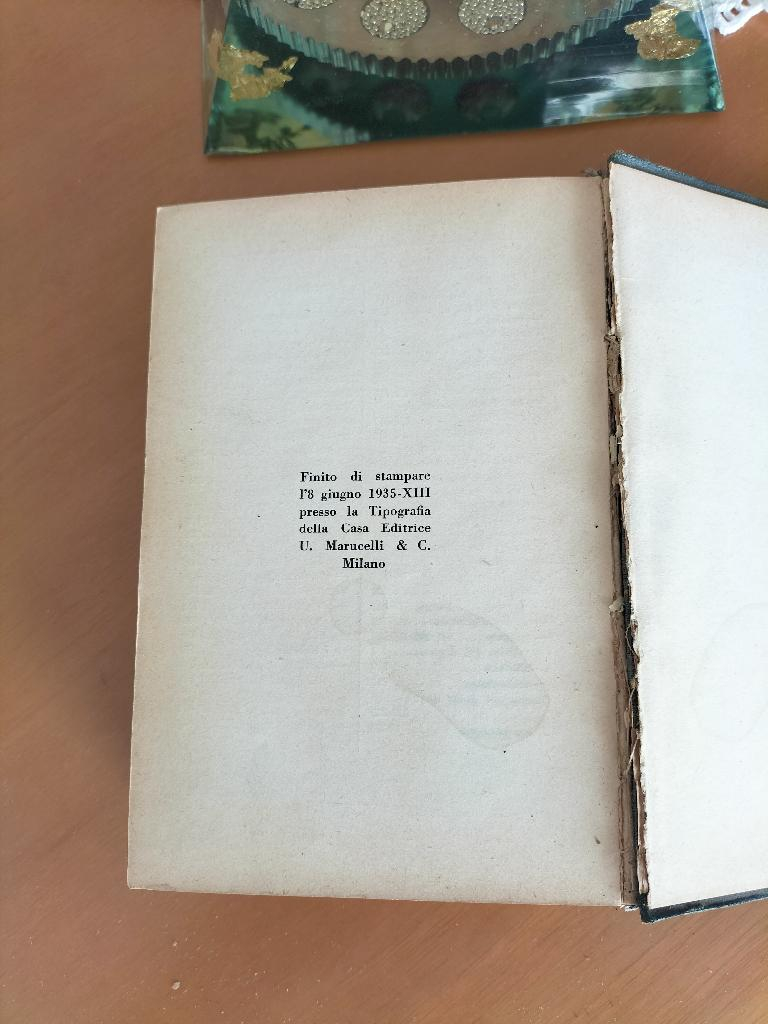 Finito di stampare
l'8 giugno 1935-XIII
presso la Tipografia
della Casa Editrice
U. Marucelli & C.
Milano